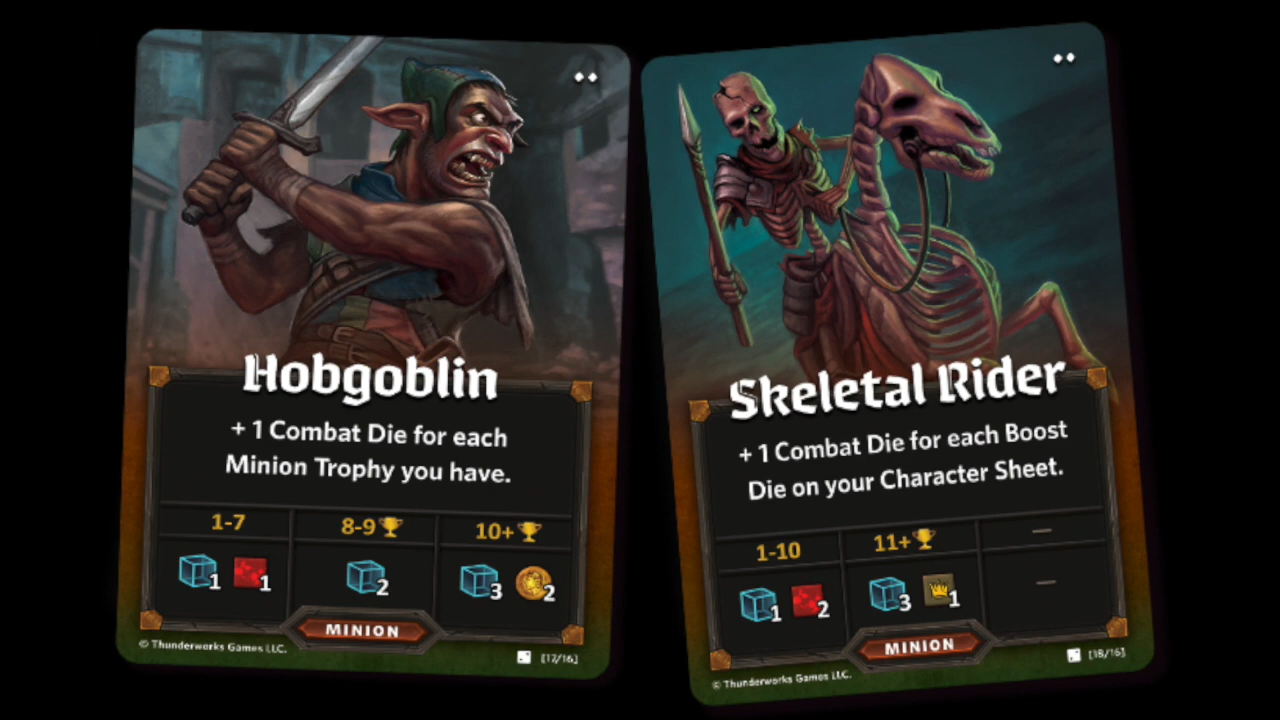 Hobgoblin
+ 1 Combat Die for each
Minion Trophy you have.
1-7
8-9
10+
1
1
2
3
2
MINION
© Thunderworks Games LLC.
[17/16]
Skeletal Rider
+ 1 Combat Die for each Boost
Die on your Character Sheet.
1-10
11+
—
1
2
3
1
—
MINION
© Thunderworks Games LLC.
[18/16]